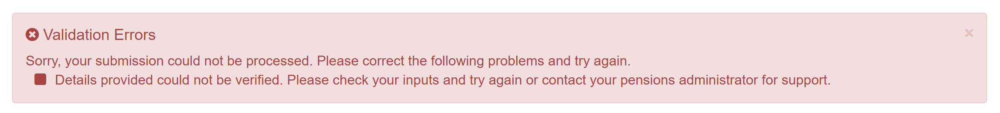 Validation Errors
Sorry, your submission could not be processed. Please correct the following problems and try again.
Details provided could not be verified. Please check your inputs and try again or contact your pensions administrator for support.